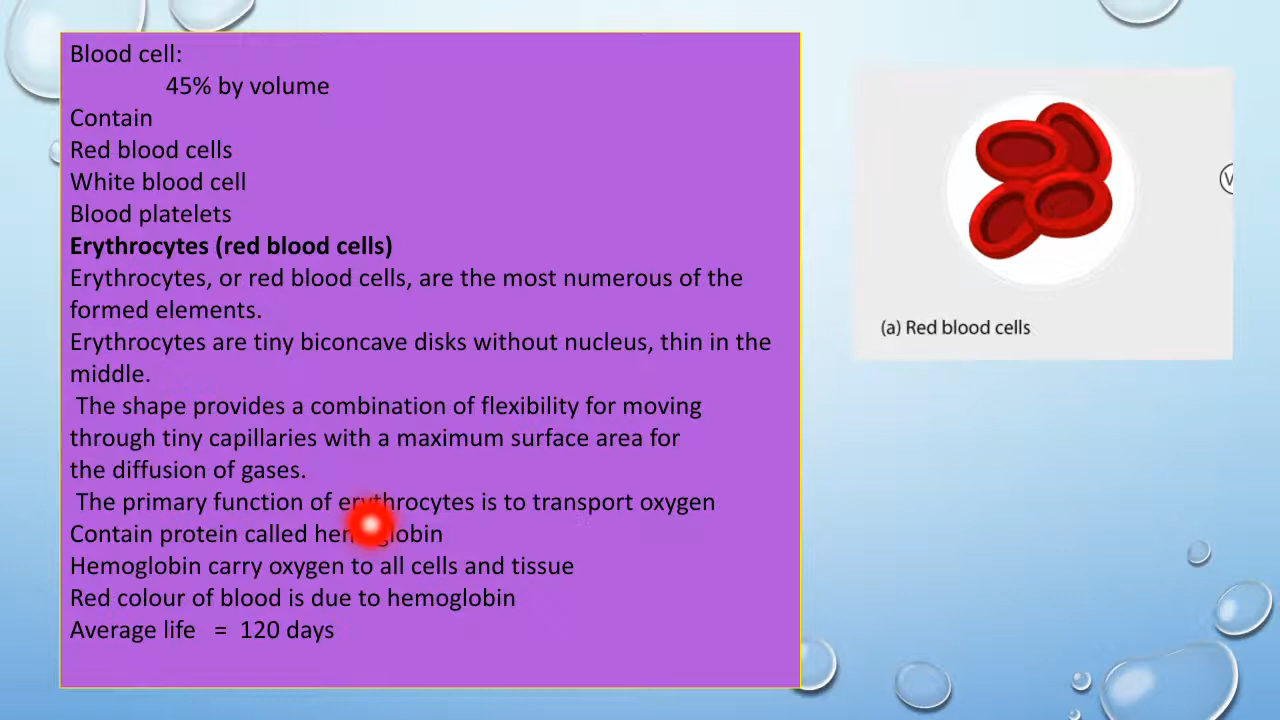 Blood cell:
45% by volume
Contain
Red blood cells
White blood cell
Blood platelets
Erythrocytes (red blood cells)
Erythrocytes, or red blood cells, are the most numerous of the
formed elements.
Erythrocytes are tiny biconcave disks without nucleus, thin in the
middle.
The shape provides a combination of flexibility for moving
through tiny capillaries with a maximum surface area for
the diffusion of gases.
The primary function of erythrocytes is to transport oxygen
Contain protein called hemoglobin
Hemoglobin carry oxygen to all cells and tissue
Red colour of blood is due to hemoglobin
Average life = 120 days
(a) Red blood cells